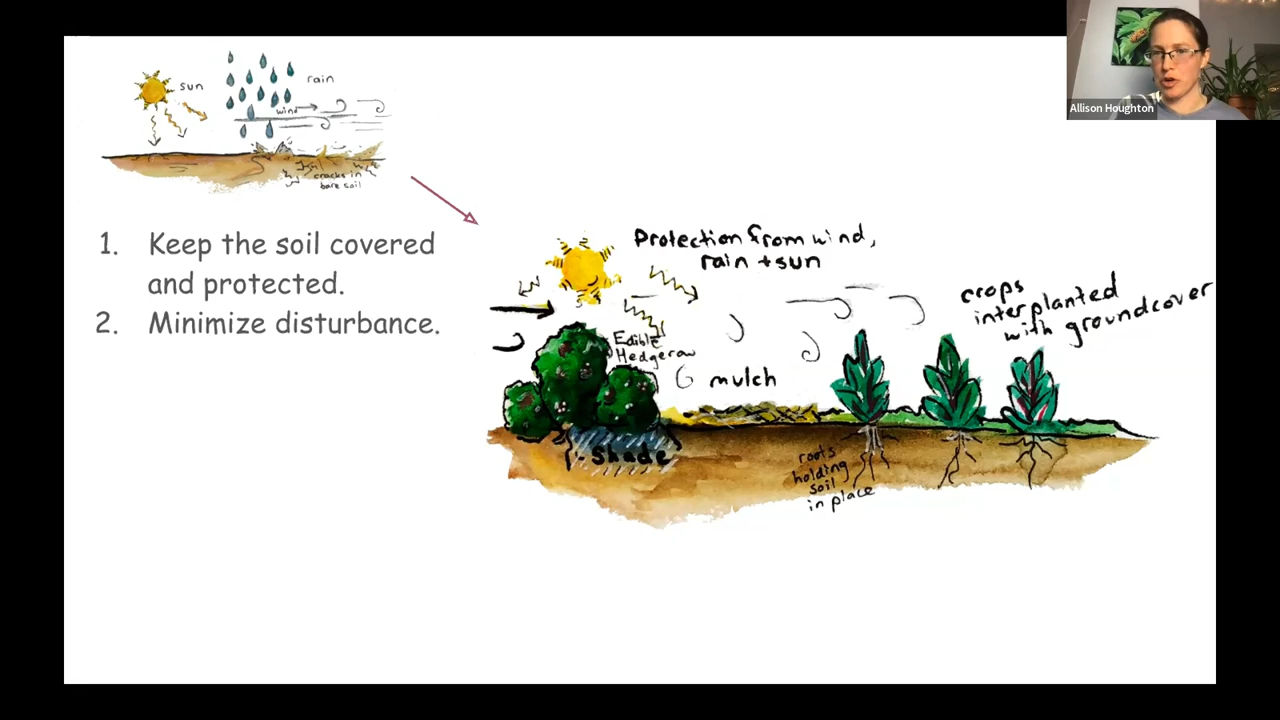 Allison Houghton
sun
rain
wind
cracks in
bare soil
1. Keep the soil covered
and protected.
2. Minimize disturbance.
Protection from wind,
rain + sun
crops
interplanted
with groundcover
Edible
Hedgerow
mulch
Shade
roots
holding
soil
in place